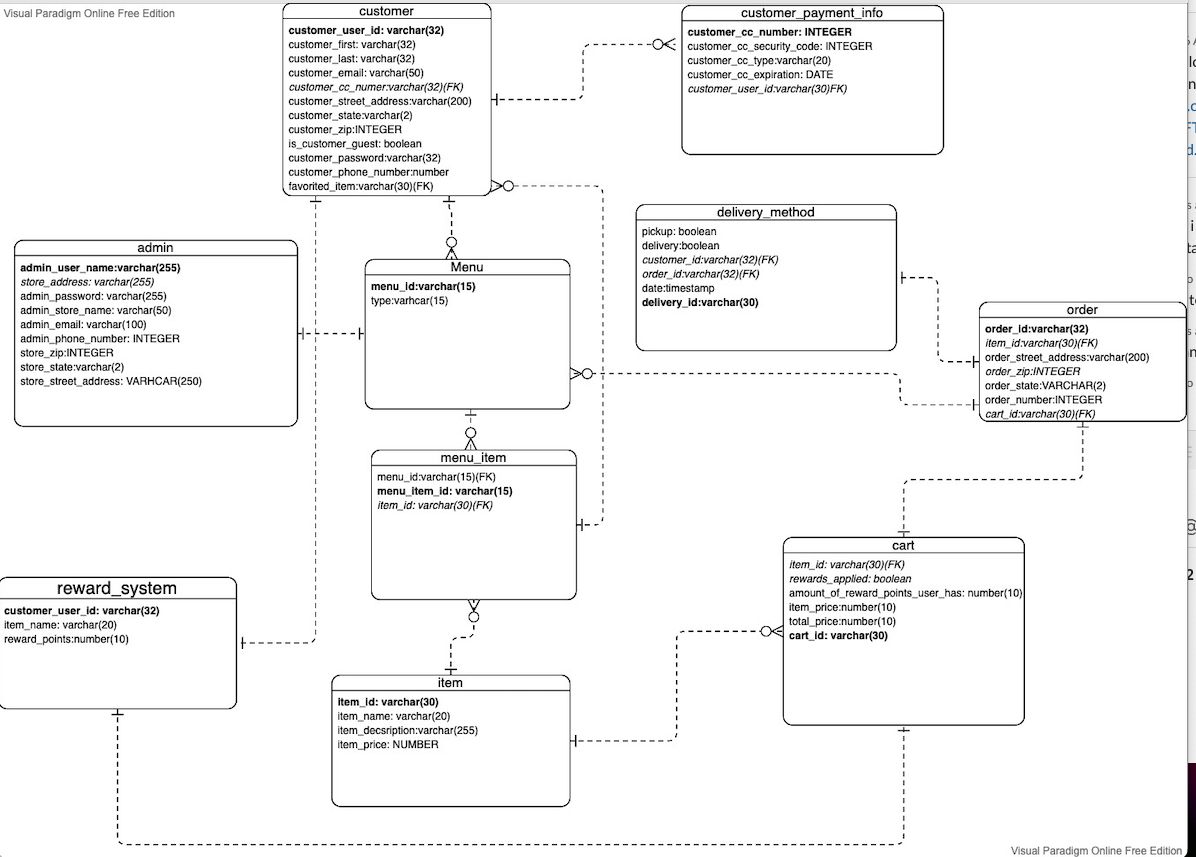 Visual Paradigm Online Free Edition
customer
customer_user_id: varchar(32)
customer_first: varchar(32)
customer_last: varchar(32)
customer_email: varchar(50)
customer_cc_numer:varchar(32)(FK)
customer_street_address:varchar(200)
customer_state:varchar(2)
customer_zip:INTEGER
is_customer_guest: boolean
customer_password:varchar(32)
customer_phone_number:number
favorited_item:varchar(30)(FK)
customer_payment_info
customer_cc_number: INTEGER
customer_cc_security_code: INTEGER
customer_cc_type:varchar(20)
customer_cc_expiration: DATE
customer_user_id:varchar(30)FK)
delivery_method
pickup: boolean
delivery:boolean
customer_id:varchar(32)(FK)
order_id:varchar(32)(FK)
date:timestamp
delivery_id:varchar(30)
admin
admin_user_name:varchar(255)
store_address: varchar(255)
admin_password: varchar(255)
admin_store_name: varchar(50)
admin_email: varchar(100)
admin_phone_number: INTEGER
store_zip:INTEGER
store_state:varchar(2)
store_street_address: VARHCAR(250)
Menu
menu_id:varchar(15)
type:varhcar(15)
order
order_id:varchar(32)
item_id:varchar(30)(FK)
order_street_address:varchar(200)
order_zip:INTEGER
order_state:VARCHAR(2)
order_number:INTEGER
cart_id:varchar(30)(FK)
menu_item
menu_id:varchar(15)(FK)
menu_item_id: varchar(15)
item_id: varchar(30)(FK)
cart
item_id: varchar(30)(FK)
rewards_applied: boolean
amount_of_reward_points_user_has: number(10)
item_price:number(10)
total_price:number(10)
cart_id: varchar(30)
reward_system
customer_user_id: varchar(32)
item_name: varchar(20)
reward_points:number(10)
item
item_id: varchar(30)
item_name: varchar(20)
item_decsription:varchar(255)
item_price: NUMBER
Visual Paradigm Online Free Edition